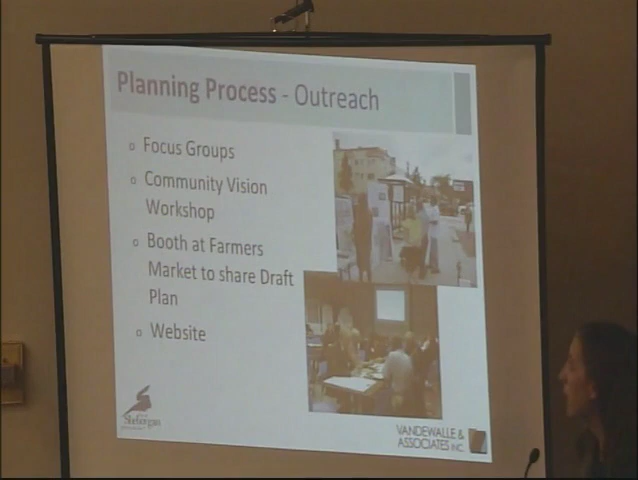 Planning Process - Outreach
Focus Groups
Community Vision
Workshop
Booth at Farmers
Market to share Draft
Plan
Website
Sheboygan
VANDEWALLE &
ASSOCIATES INC.